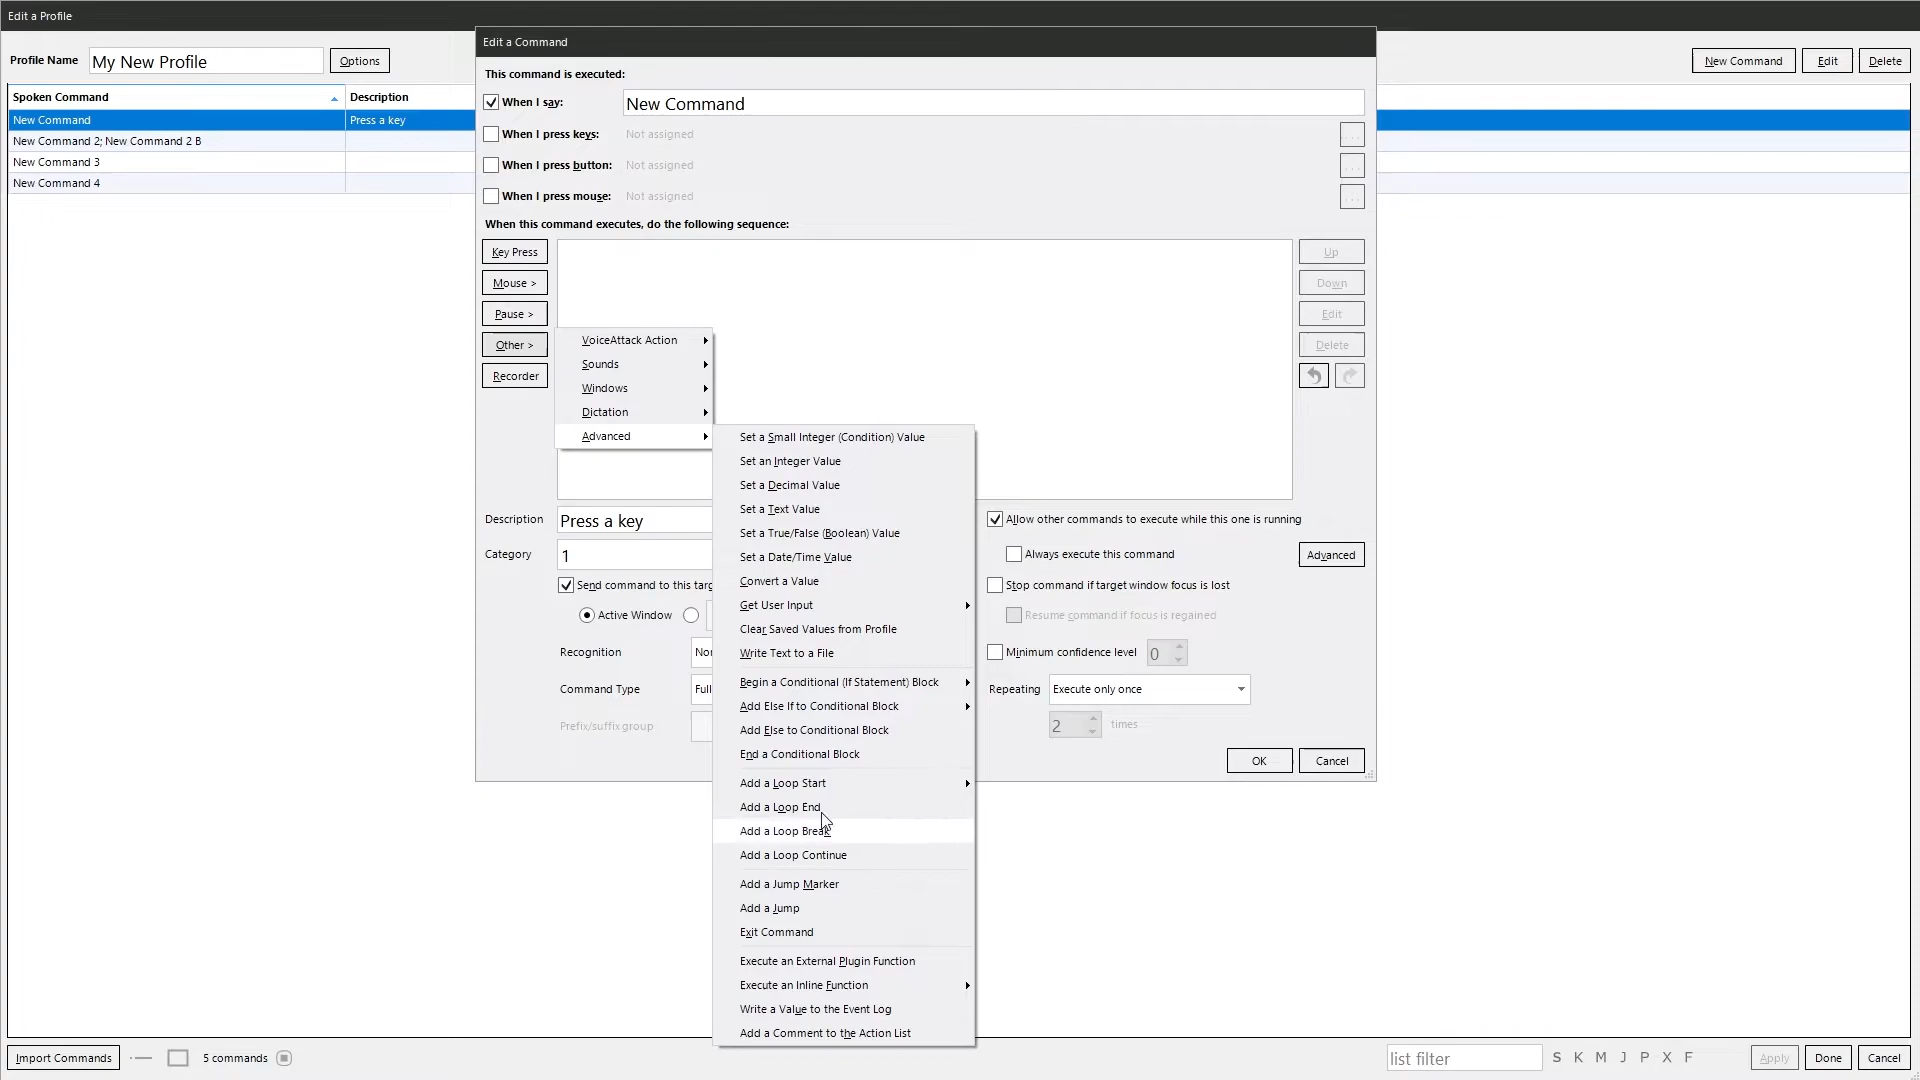 Edit a Profile
Profile Name
My New Profile
Options
New Command
Edit
Delete
Spoken Command
Description
New Command
Press a key
New Command 2; New Command 2 B
New Command 3
New Command 4
Edit a Command
This command is executed:
When I say:
New Command
When I press keys:
Not assigned
...
When I press button:
Not assigned
...
When I press mouse:
Not assigned
...
When this command executes, do the following sequence:
Key Press
Mouse >
Pause >
Other >
Recorder
Up
Down
Edit
Delete
VoiceAttack Action
Sounds
Windows
Dictation
Advanced
Set a Small Integer (Condition) Value
Set an Integer Value
Set a Decimal Value
Set a Text Value
Set a True/False (Boolean) Value
Set a Date/Time Value
Convert a Value
Get User Input
Clear Saved Values from Profile
Write Text to a File
Begin a Conditional (If Statement) Block
Add Else If to Conditional Block
Add Else to Conditional Block
End a Conditional Block
Add a Loop Start
Add a Loop End
Add a Loop Break
Add a Loop Continue
Add a Jump Marker
Add a Jump
Exit Command
Execute an External Plugin Function
Execute an Inline Function
Write a Value to the Event Log
Add a Comment to the Action List
Description
Press a key
Category
1
Send command to this
Active Window
Recognition
Command Type
Full
Prefix/suffix group
Allow other commands to execute while this one is running
Always execute this command
Advanced
Stop command if target window focus is lost
Resume command if focus is regained
Minimum confidence level
0
Repeating
Execute only once
2
times
OK
Cancel
Import Commands
5 commands
list filter
S K M J P X F
Apply
Done
Cancel